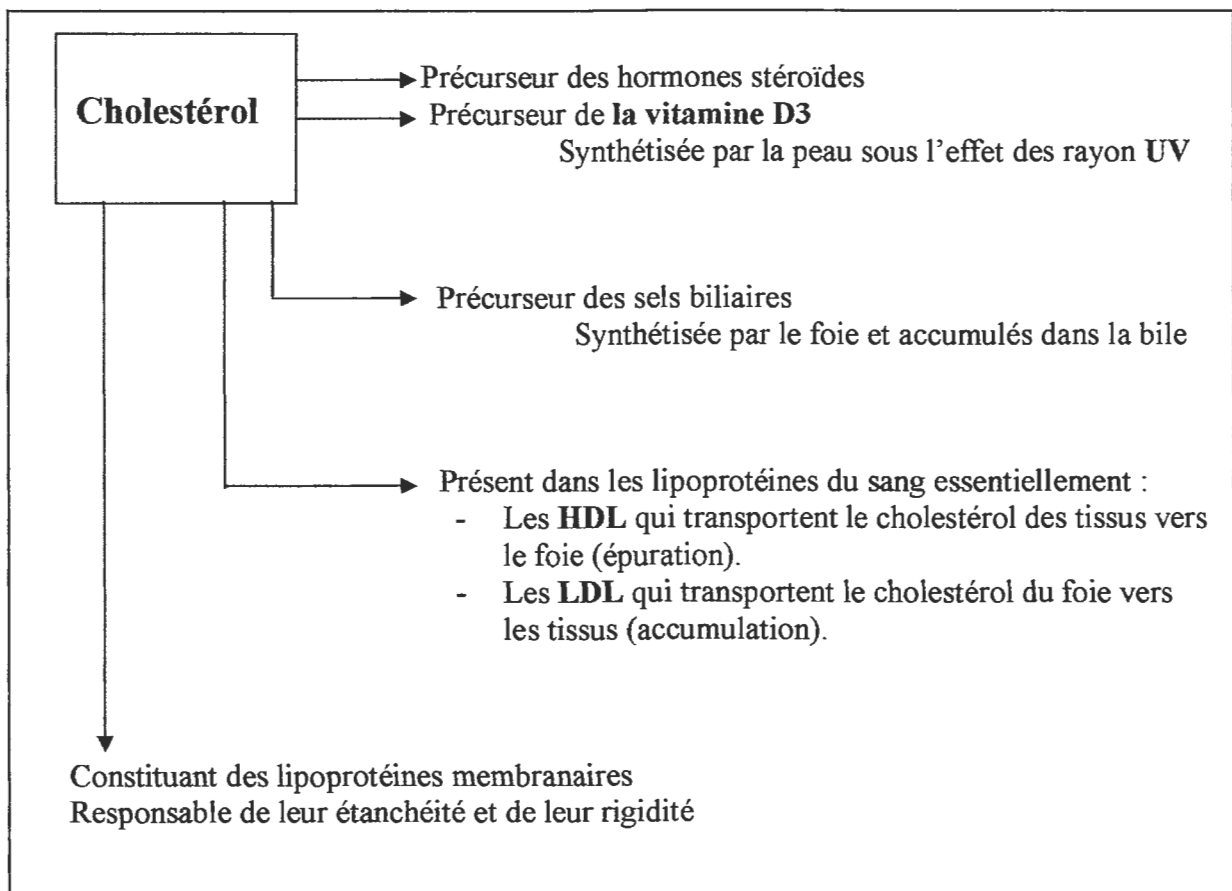 Cholestérol
Précurseur des hormones stéroïdes
Précurseur de la vitamine D3
Synthétisée par la peau sous l'effet des rayon UV
Précurseur des sels biliaires
Synthétisée par le foie et accumulés dans la bile
Présent dans les lipoprotéines du sang essentiellement :
- Les HDL qui transportent le cholestérol des tissus vers
le foie (épuration).
- Les LDL qui transportent le cholestérol du foie vers
les tissus (accumulation).
Constituant des lipoprotéines membranaires
Responsable de leur étanchéité et de leur rigidité